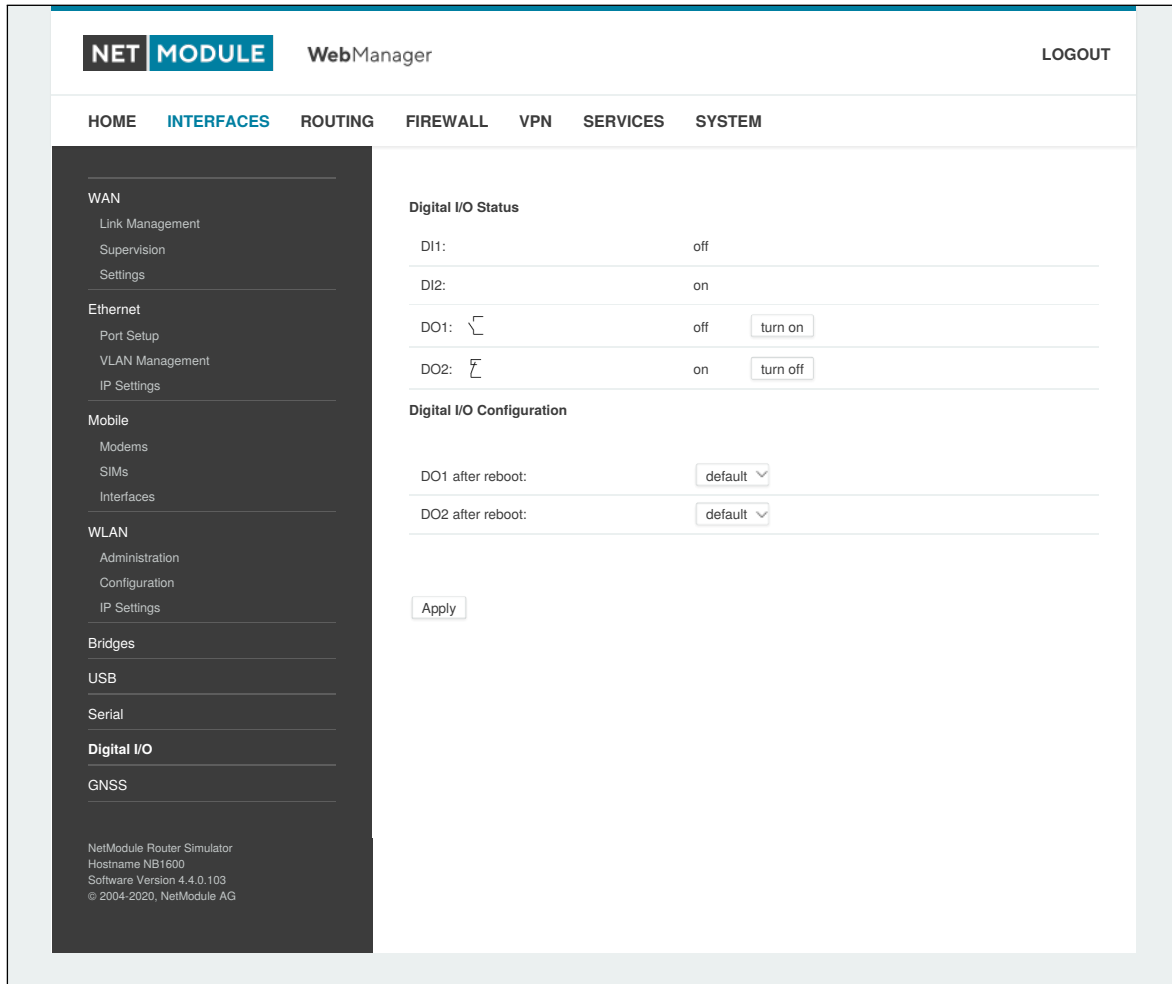 NET MODULE WebManager LOGOUT
HOME INTERFACES ROUTING FIREWALL VPN SERVICES SYSTEM
WAN
Link Management
Supervision
Settings
Ethernet
Port Setup
VLAN Management
IP Settings
Mobile
Modems
SIMs
Interfaces
WLAN
Administration
Configuration
IP Settings
Bridges
USB
Serial
Digital I/O
GNSS
NetModule Router Simulator
Hostname NB1600
Software Version 4.4.0.103
© 2004-2020, NetModule AG
Digital I/O Status
DI1: off
DI2: on
DO1: off turn on
DO2: on turn off
Digital I/O Configuration
DO1 after reboot: default
DO2 after reboot: default
Apply